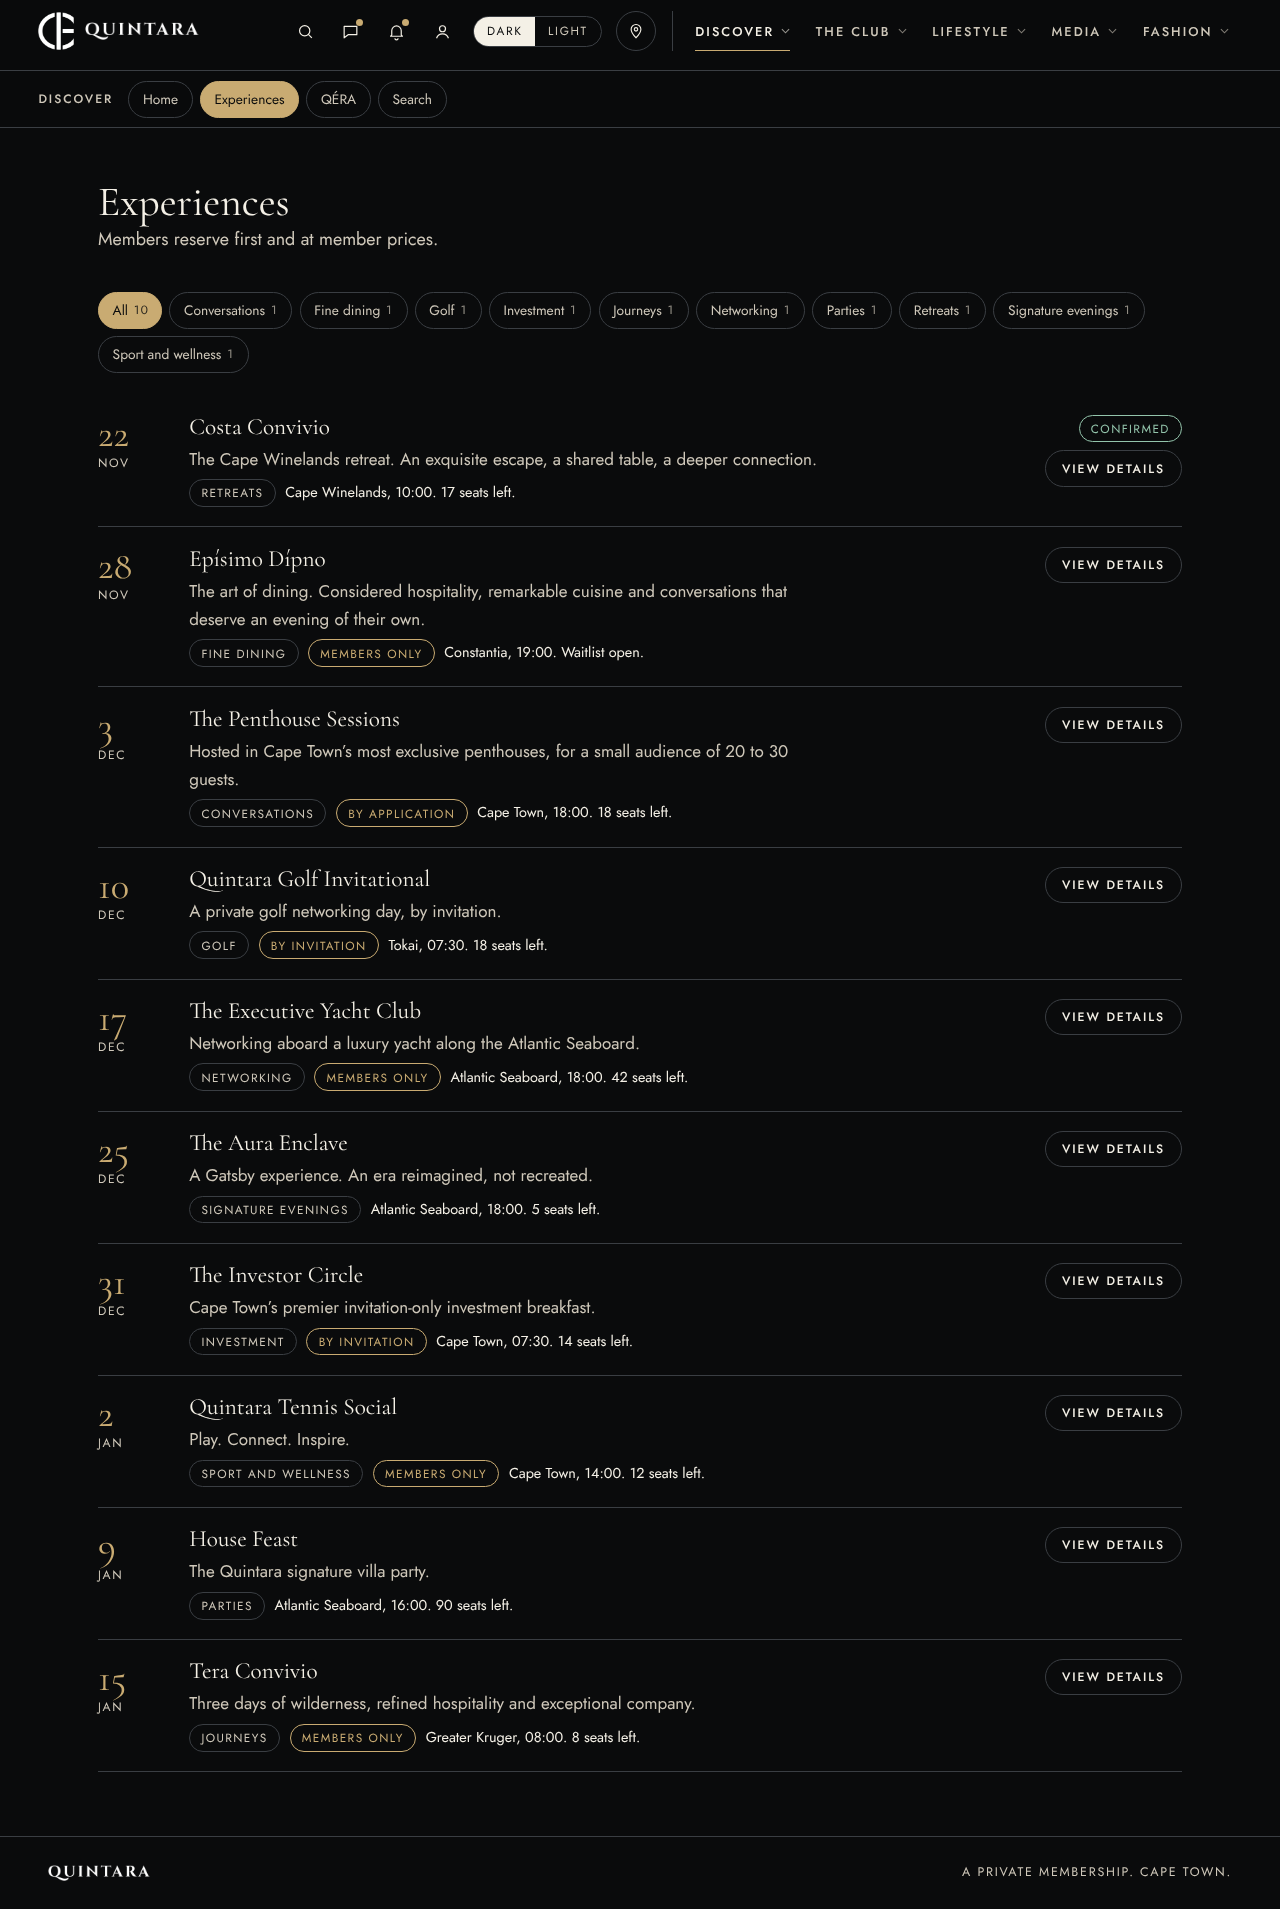 QUINTARA
DARK LIGHT
DISCOVER THE CLUB LIFESTYLE MEDIA FASHION
DISCOVER Home Experiences QÉRA Search
Experiences
Members reserve first and at member prices.
All 10 Conversations 1 Fine dining 1 Golf 1 Investment 1 Journeys 1 Networking 1 Parties 1 Retreats 1 Signature evenings 1
Sport and wellness 1
22 NOV
Costa Convivio
The Cape Winelands retreat. An exquisite escape, a shared table, a deeper connection.
RETREATS Cape Winelands, 10:00. 17 seats left.
CONFIRMED
VIEW DETAILS
28 NOV
Epísimo Dípno
The art of dining. Considered hospitality, remarkable cuisine and conversations that
deserve an evening of their own.
FINE DINING MEMBERS ONLY Constantia, 19:00. Waitlist open.
VIEW DETAILS
3 DEC
The Penthouse Sessions
Hosted in Cape Town’s most exclusive penthouses, for a small audience of 20 to 30
guests.
CONVERSATIONS BY APPLICATION Cape Town, 18:00. 18 seats left.
VIEW DETAILS
10 DEC
Quintara Golf Invitational
A private golf networking day, by invitation.
GOLF BY INVITATION Tokai, 07:30. 18 seats left.
VIEW DETAILS
17 DEC
The Executive Yacht Club
Networking aboard a luxury yacht along the Atlantic Seaboard.
NETWORKING MEMBERS ONLY Atlantic Seaboard, 18:00. 42 seats left.
VIEW DETAILS
25 DEC
The Aura Enclave
A Gatsby experience. An era reimagined, not recreated.
SIGNATURE EVENINGS Atlantic Seaboard, 18:00. 5 seats left.
VIEW DETAILS
31 DEC
The Investor Circle
Cape Town’s premier invitation-only investment breakfast.
INVESTMENT BY INVITATION Cape Town, 07:30. 14 seats left.
VIEW DETAILS
2 JAN
Quintara Tennis Social
Play. Connect. Inspire.
SPORT AND WELLNESS MEMBERS ONLY Cape Town, 14:00. 12 seats left.
VIEW DETAILS
9 JAN
House Feast
The Quintara signature villa party.
PARTIES Atlantic Seaboard, 16:00. 90 seats left.
VIEW DETAILS
15 JAN
Tera Convivio
Three days of wilderness, refined hospitality and exceptional company.
JOURNEYS MEMBERS ONLY Greater Kruger, 08:00. 8 seats left.
VIEW DETAILS
QUINTARA
A PRIVATE MEMBERSHIP. CAPE TOWN.